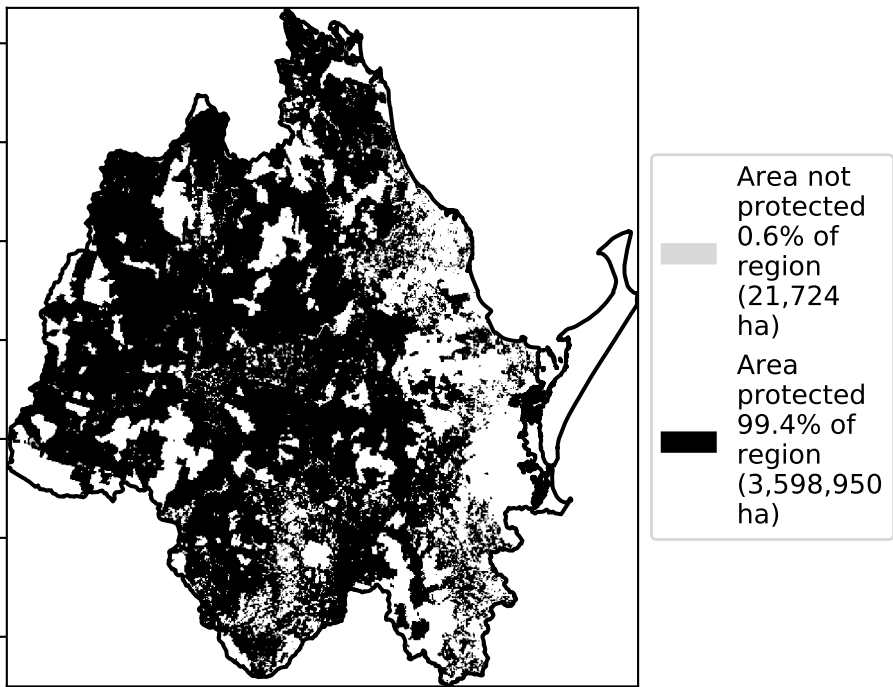 Area not
protected
0.6% of
region
(21,724
ha)
Area
protected
99.4% of
region
(3,598,950
ha)